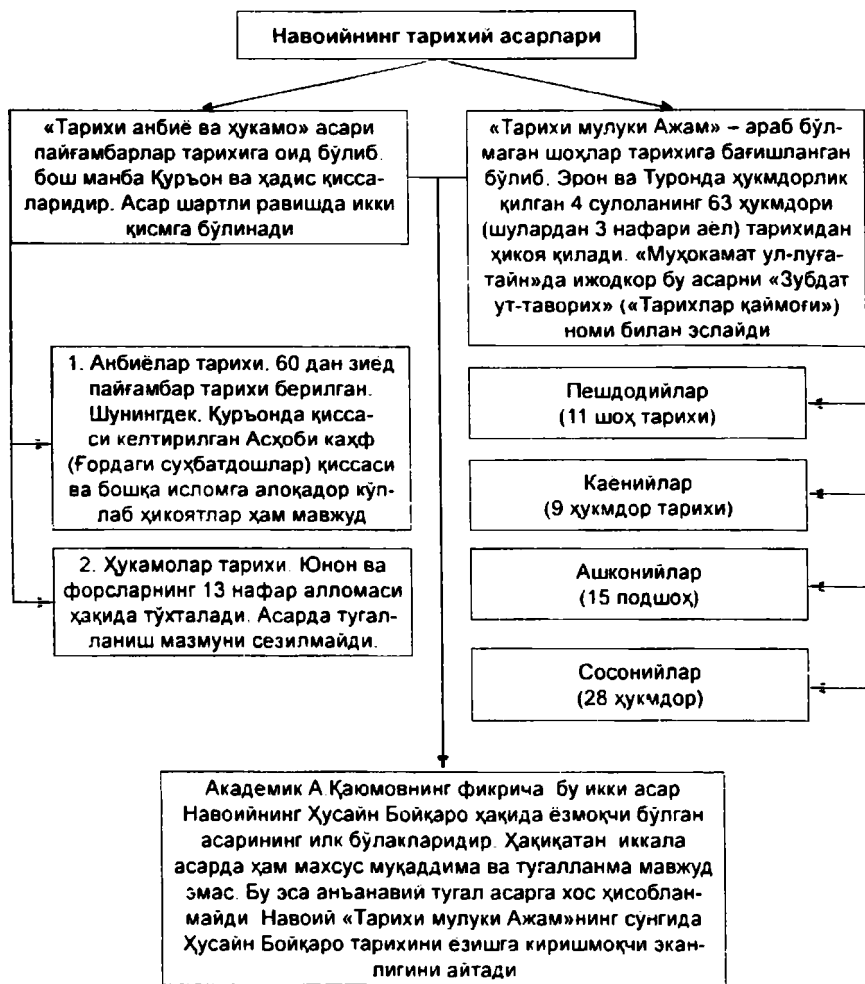 Навоийнинг тарихий асарлари
«Тарихи анбиё ва ҳукамо» асари
пайғамбарлар тарихига оид бўлиб.
бош манба Қуръон ва ҳадис қисса-
ларидир. Асар шартли равишда икки
қисмга бўлинади
1. Анбиёлар тарихи. 60 дан зиёд
пайғамбар тарихи берилган.
Шунингдек, Қуръонда қисса-
си келтирилган Асҳоби каҳф
(Ғордаги суҳбатдошлар) қиссаси
ва бошқа исломга алоқадор кўп-
лаб ҳикоятлар ҳам мавжуд
2. Ҳукамолар тарихи. Юнон ва
форсларнинг 13 нафар алломаси
ҳақида тўхталади. Асарда тугал-
ланиш мазмуни сезилмайди.
«Тарихи мулуки Ажам» – араб бўл-
маган шоҳлар тарихига бағишланган
бўлиб. Эрон ва Туронда ҳукмдорлик
қилган 4 сулоланинг 63 ҳукмдори
(шулардан 3 нафари аёл) тарихидан
ҳикоя қилади. «Муҳокамат ул-луға-
тайн»да ижодкор бу асарни «Зубдат
ут-таворих» («Тарихлар қаймоғи»)
номи билан эслайди
Пешдодийлар
(11 шоҳ тарихи)
Каёнийлар
(9 ҳукмдор тарихи)
Ашконийлар
(15 подшоҳ)
Сосонийлар
(28 ҳукмдор)
Академик А.Қаюмовнинг фикрича бу икки асар
Навоийнинг Ҳусайн Бойқаро ҳақида ёзмоқчи бўлган
асарининг илк бўлакларидир. Ҳақиқатан иккала
асарда ҳам махсус муқаддима ва тугалланма мавжуд
эмас. Бу эса анъанавий тугал асарга хос ҳисоблан-
майди Навоий «Тарихи мулуки Ажам»нинг сунгида
Ҳусайн Бойқаро тарихини ёзишга киришмоқчи экан-
лигини айтади